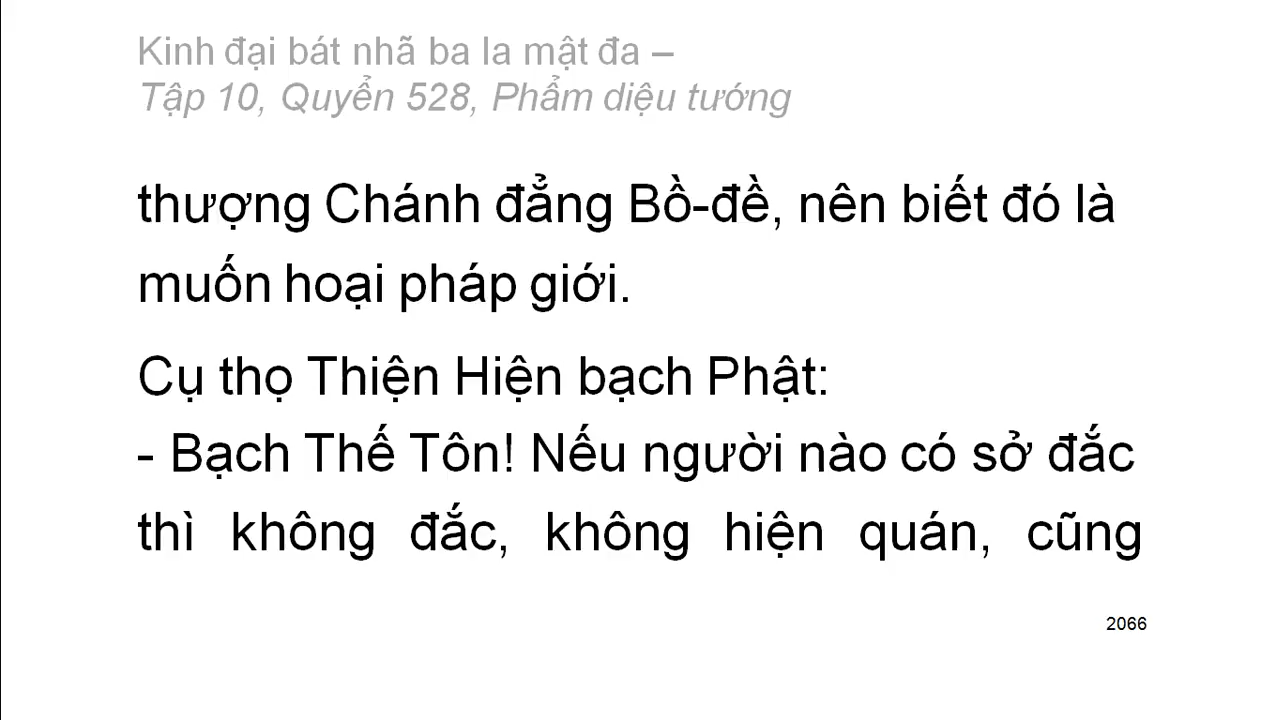 Kinh đại bát nhã ba la mật đa –
Tập 10, Quyển 528, Phẩm diệu tướng
thượng Chánh đẳng Bồ-đề, nên biết đó là
muốn hoại pháp giới.
Cụ thọ Thiện Hiện bạch Phật:
- Bạch Thế Tôn! Nếu người nào có sở đắc
thì không đắc, không hiện quán, cũng
2066